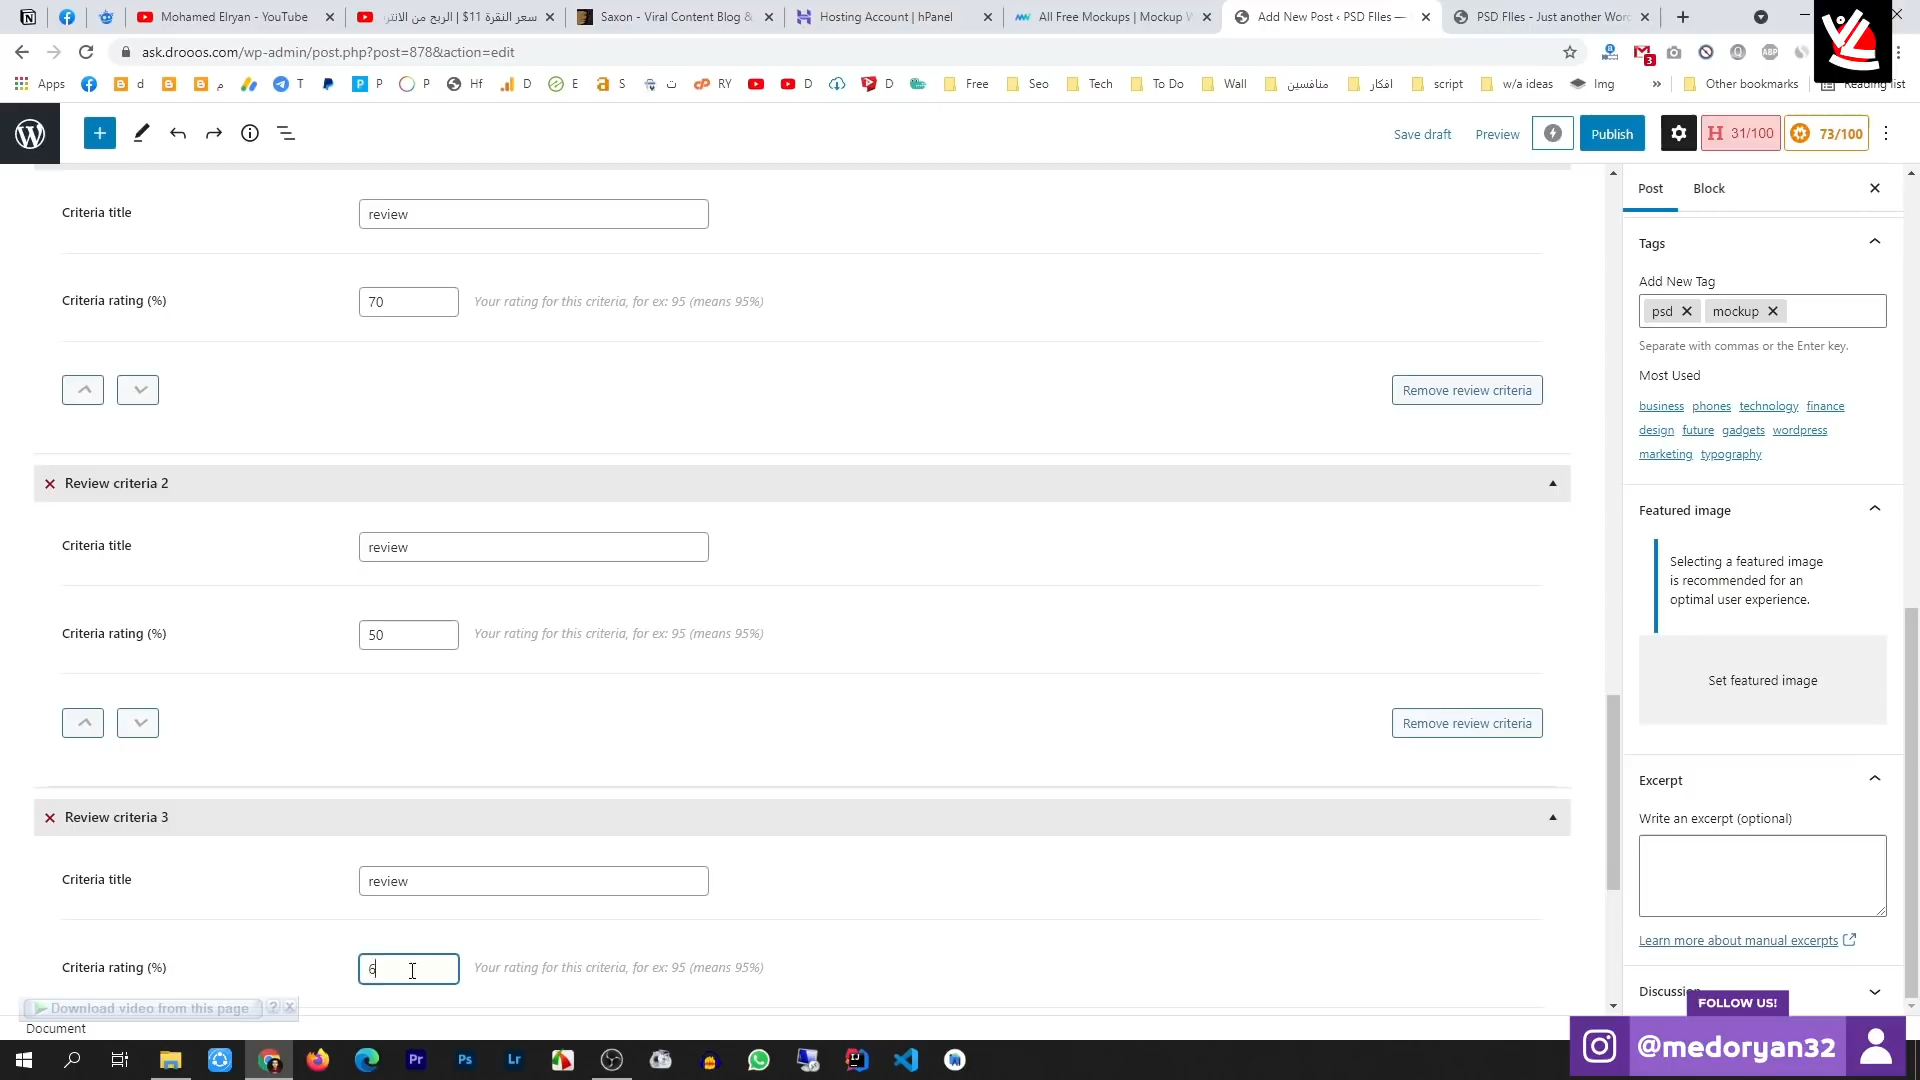 Mohamed Elryan - YouTube
سعر النقرة 11$ | الربح من الانتر
Saxon - Viral Content Blog &
Hosting Account | hPanel
All Free Mockups | Mockup
Add New Post ‹ PSD FIles —
PSD FIles - Just another Wor
ask.drooos.com/wp-admin/post.php?post=878&action=edit
3
ABP
Apps
d
م
T
P
P
Hf
D
E
S
ت
RY
D
D
Free
Seo
Tech
To Do
Wall
منافسين
افكار
script
w/a ideas
Img
»
Other bookmarks
Reading list
Save draft
Preview
Publish
H 31/100
73/100
Criteria title
review
Criteria rating (%)
70
Your rating for this criteria, for ex: 95 (means 95%)
Remove review criteria
Review criteria 2
Criteria title
review
Criteria rating (%)
50
Your rating for this criteria, for ex: 95 (means 95%)
Remove review criteria
Review criteria 3
Criteria title
review
Criteria rating (%)
6
Your rating for this criteria, for ex: 95 (means 95%)
Download video from this page
?
Document
Post
Block
Tags
Add New Tag
psd
mockup
Separate with commas or the Enter key.
Most Used
business phones technology finance
design future gadgets wordpress
marketing typography
Featured image
Selecting a featured image
is recommended for an
optimal user experience.
Set featured image
Excerpt
Write an excerpt (optional)
Learn more about manual excerpts
Discussion
FOLLOW US!
@medoryan32
Pr
Ps
Lr
IJ